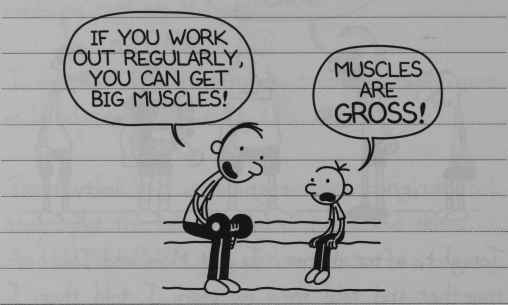 IF YOU WORK
OUT REGULARLY,
YOU CAN GET
BIG MUSCLES!
MUSCLES
ARE
GROSS!